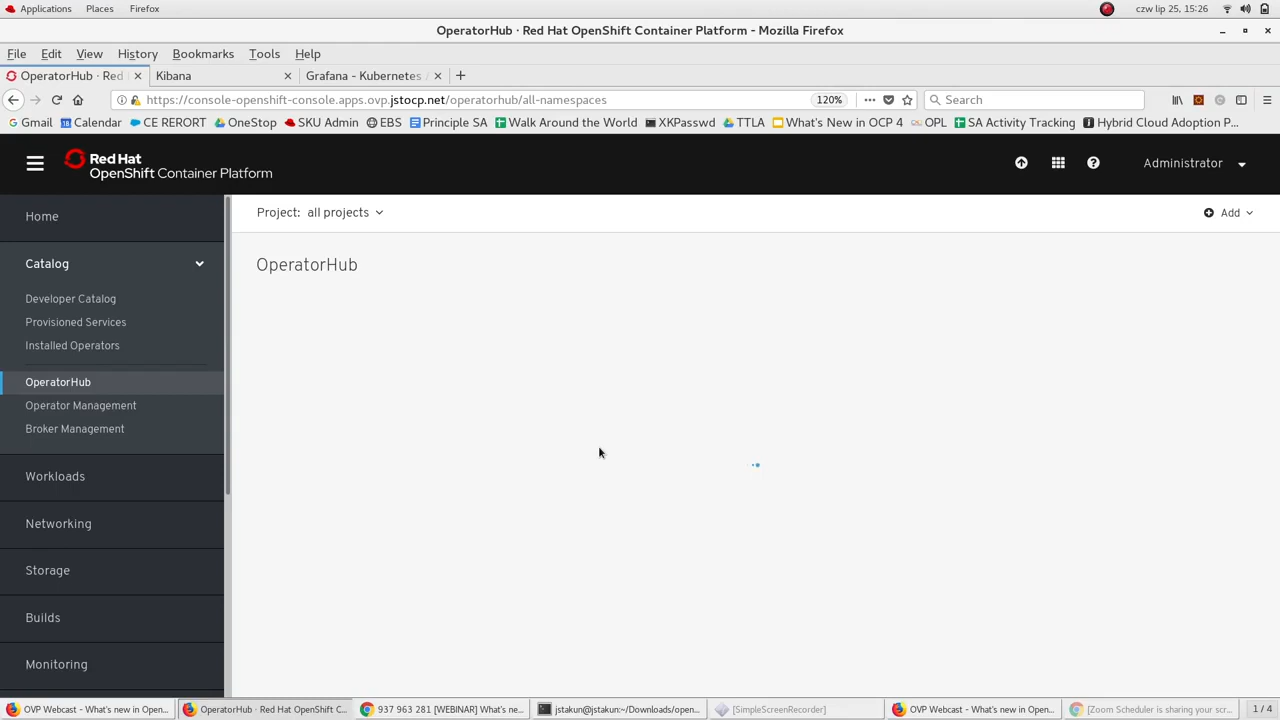 Applications Places Firefox czw lip 25, 15:26
OperatorHub · Red Hat OpenShift Container Platform - Mozilla Firefox
File Edit View History Bookmarks Tools Help
OperatorHub · Red Kibana Grafana - Kubernetes /
https://console-openshift-console.apps.ovp.jstocp.net/operatorhub/all-namespaces 120% Search
Gmail Calendar CE RERORT OneStop SKU Admin EBS Principle SA Walk Around the World XKPasswd TTLA What's New in OCP 4 OPL SA Activity Tracking Hybrid Cloud Adoption P...
Red Hat
OpenShift Container Platform
Administrator
Project: all projects Add
OperatorHub
Home
Catalog
Developer Catalog
Provisioned Services
Installed Operators
OperatorHub
Operator Management
Broker Management
Workloads
Networking
Storage
Builds
Monitoring
OVP Webcast - What's new in Open... OperatorHub · Red Hat OpenShift C... 937 963 281 [WEBINAR] What's ne... jstakun@jstakun:~/Downloads/open... [SimpleScreenRecorder] OVP Webcast - What's new in Open... [Zoom Scheduler is sharing your scr... 1 / 4